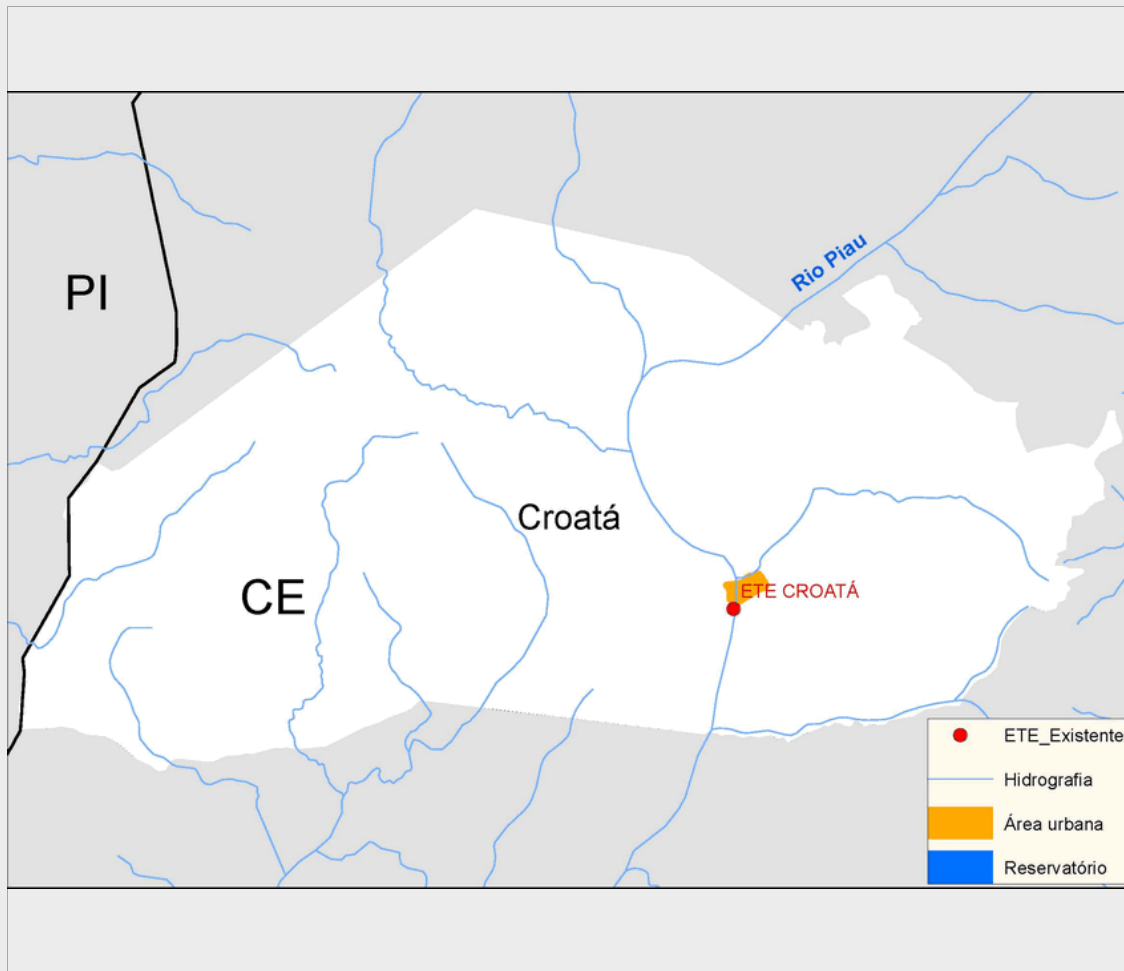 Rio Piau
PI
Croatá
CE
ETE CROATÁ
ETE_Existente
Hidrografia
Área urbana
Reservatório